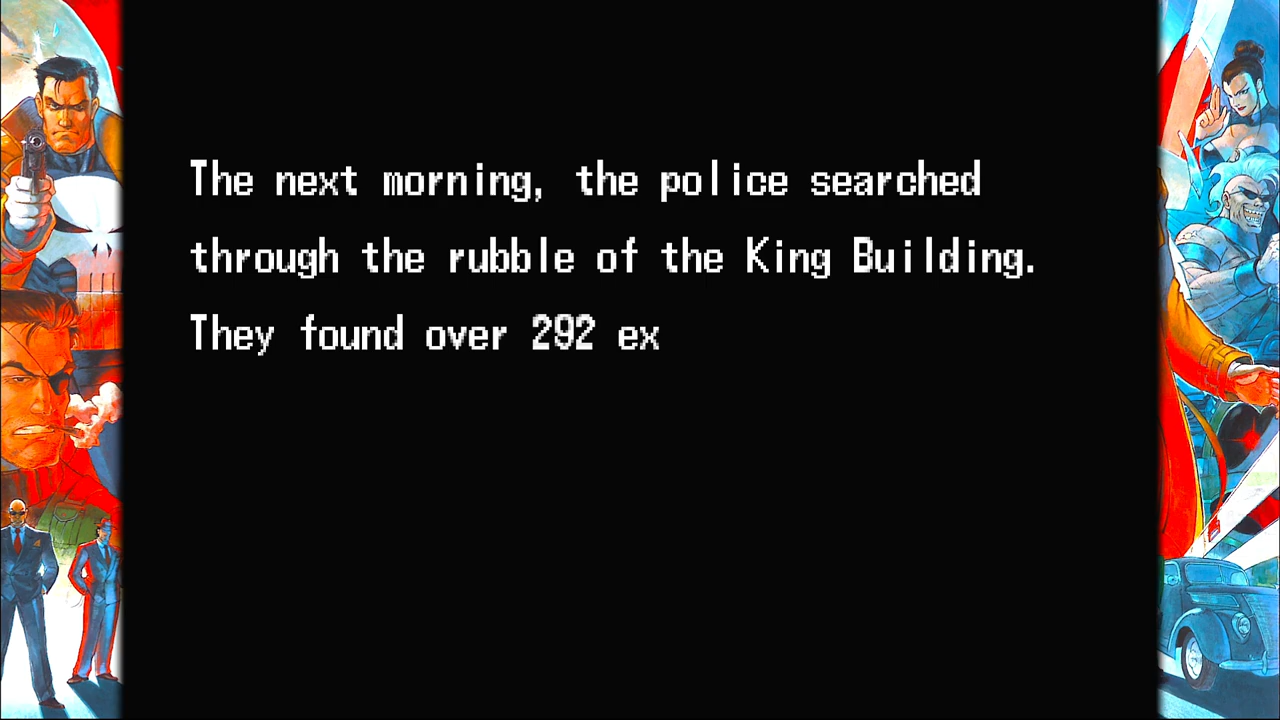 The next morning, the police searched
through the rubble of the King Building.
They found over 292 ex